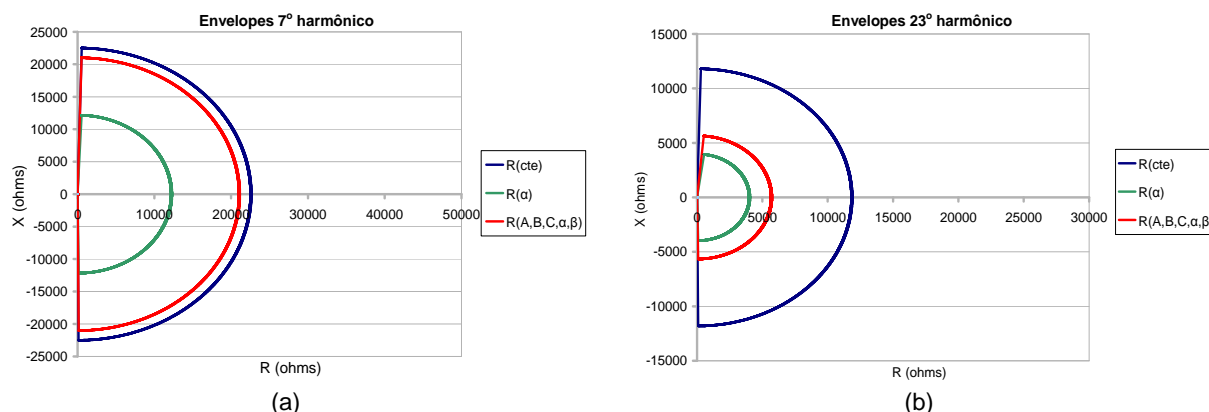 Envelopes 7º harmônico
25000
20000
15000
10000
5000
0
-5000
-10000
-15000
-20000
-25000
X (ohms)
0 10000 20000 30000 40000 50000
R (ohms)
R(cte)
R(α)
R(A,B,C,α,β)
(a)
Envelopes 23º harmônico
15000
10000
5000
0
-5000
-10000
-15000
X (ohms)
0 5000 10000 15000 20000 25000 30000
R (ohms)
R(cte)
R(α)
R(A,B,C,α,β
(b)